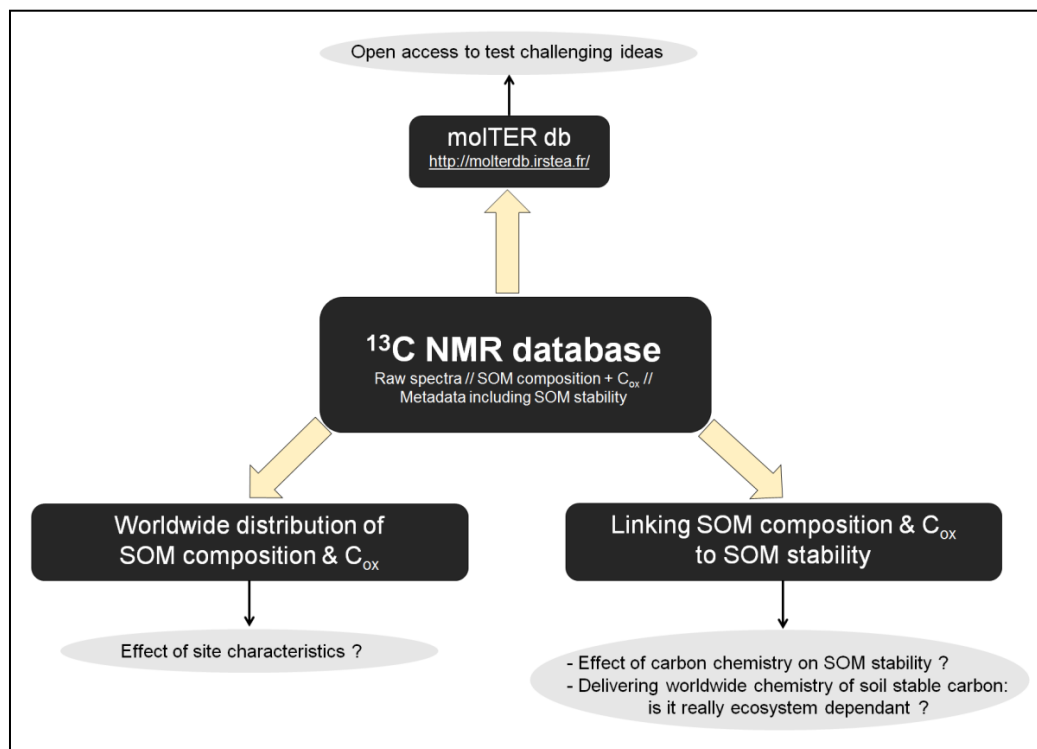 Open access to test challenging ideas
molTER db
http://molterdb.irstea.fr/
¹³C NMR database
Raw spectra // SOM composition + Cₒₓ //
Metadata including SOM stability
Worldwide distribution of
SOM composition & Cₒₓ
Linking SOM composition & Cₒₓ
to SOM stability
Effect of site characteristics ?
- Effect of carbon chemistry on SOM stability ?
- Delivering worldwide chemistry of soil stable carbon:
is it really ecosystem dependant ?